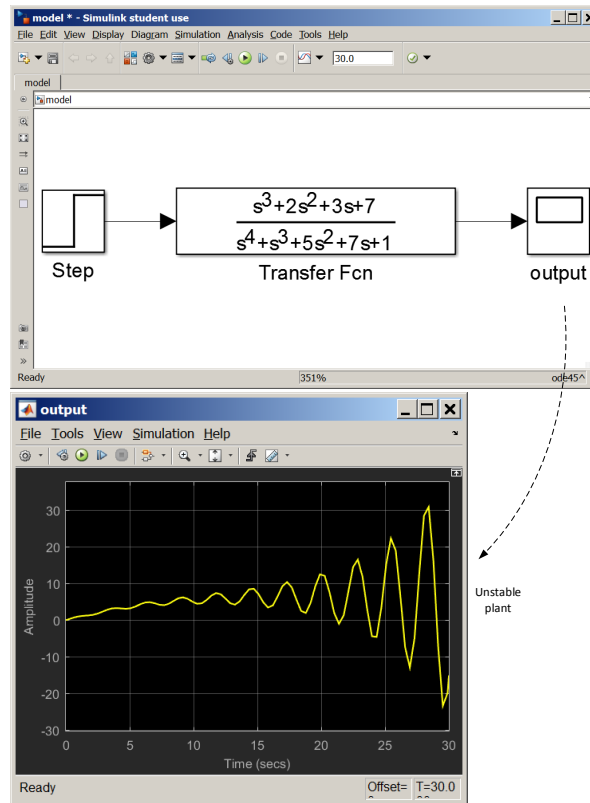 model * - Simulink student use
File Edit View Display Diagram Simulation Analysis Code Tools Help
30.0
model
model
s3+2s2+3s+7
s4+s3+5s2+7s+1
Step
Transfer Fcn
output
Ready 351% ode45^
output
File Tools View Simulation Help
30
20
10
0
-10
-20
-30
Amplitude
0 5 10 15 20 25 30
Time (secs)
Ready Offset= T=30.0
Unstable
plant